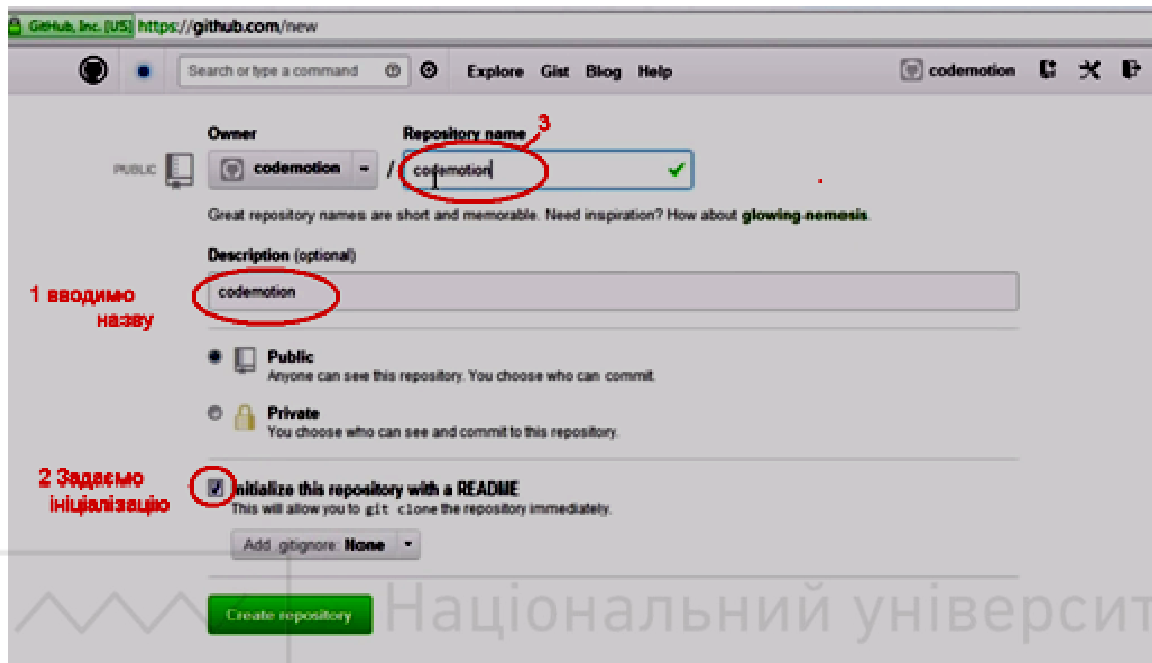 GitHub, Inc. [US] https://github.com/new
Search or type a command Explore Gist Blog Help codemotion
3
Owner Repository name
PUBLIC codemotion / codemotion
Great repository names are short and memorable. Need inspiration? How about glowing-nemesis.
Description (optional)
1 вводимо
назву
codemotion
Public
Anyone can see this repository. You choose who can commit.
Private
You choose who can see and commit to this repository.
2 Задаємо
ініціалізацію
Initialize this repository with a README
This will allow you to git clone the repository immediately.
Add .gitignore: None
Create repository
Національний університ